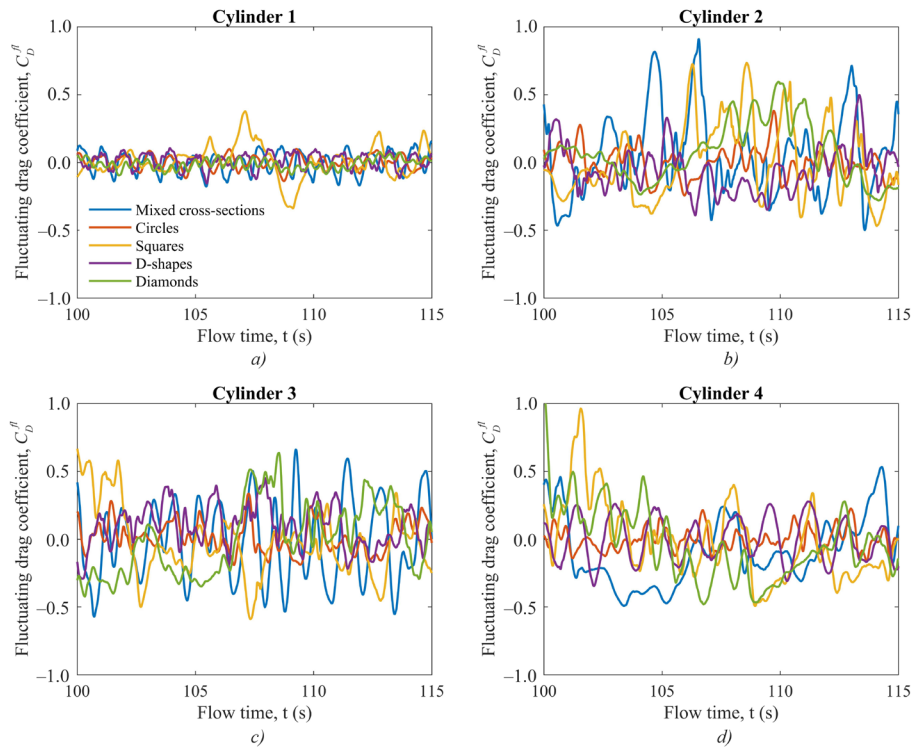 Cylinder 1
Fluctuating drag coefficient, C_D^fl
1.0
0.5
0.0
–0.5
–1.0
Mixed cross-sections
Circles
Squares
D-shapes
Diamonds
100 105 110 115
Flow time, t (s)
a)
Cylinder 2
Fluctuating drag coefficient, C_D^fl
1.0
0.5
0.0
–0.5
–1.0
100 105 110 115
Flow time, t (s)
b)
Cylinder 3
Fluctuating drag coefficient, C_D^fl
1.0
0.5
0.0
–0.5
–1.0
100 105 110 115
Flow time, t (s)
c)
Cylinder 4
Fluctuating drag coefficient, C_D^fl
1.0
0.5
0.0
–0.5
–1.0
100 105 110 115
Flow time, t (s)
d)